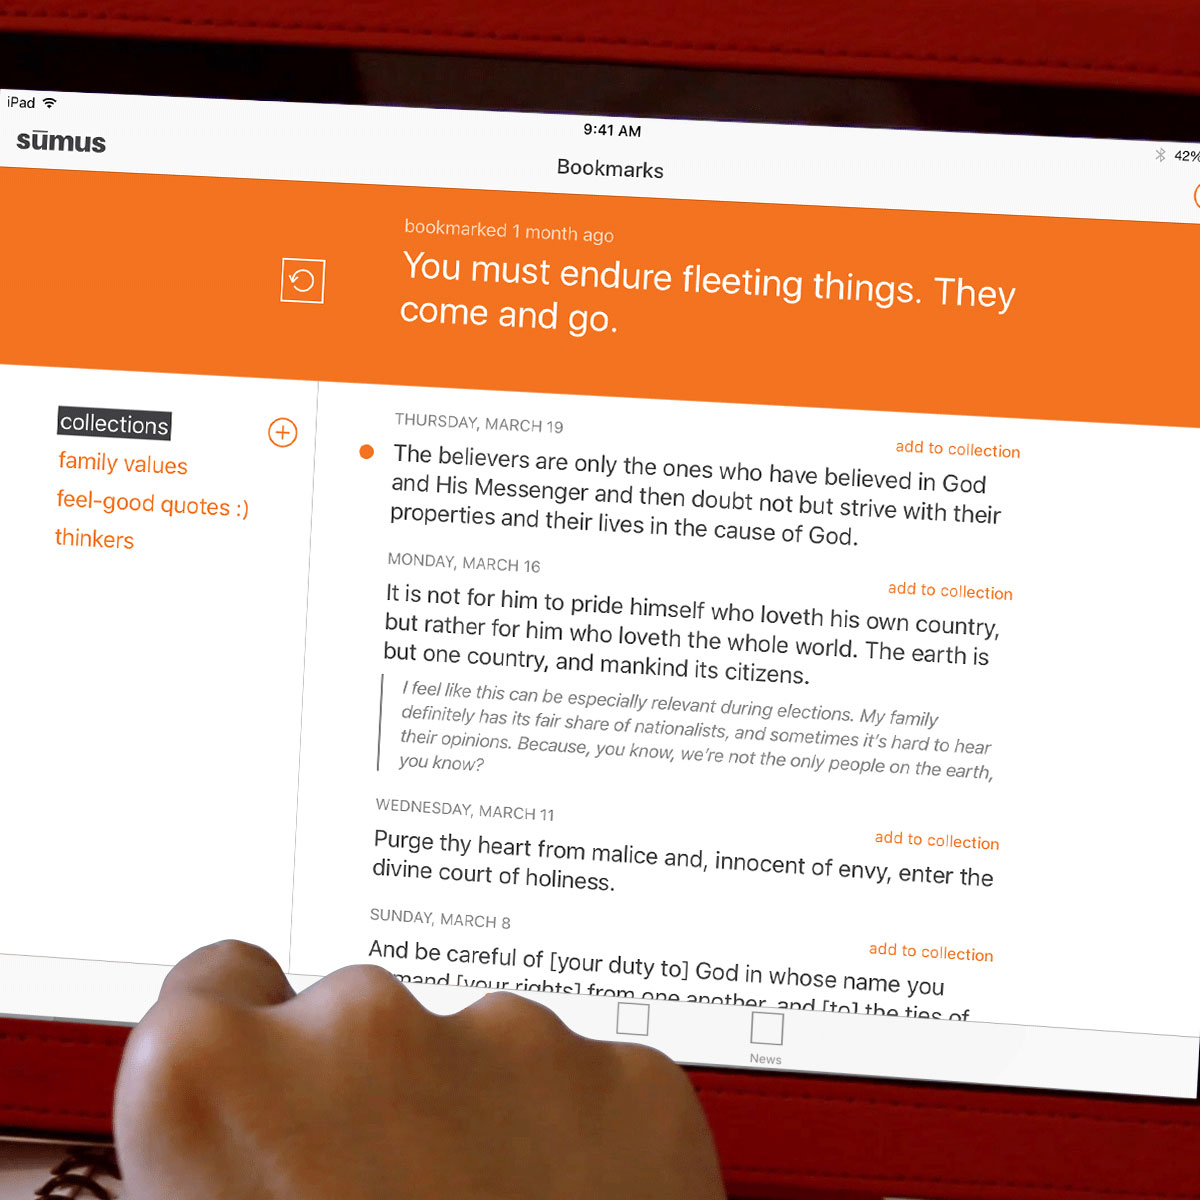 iPad
9:41 AM
42%
sūmus
Bookmarks
bookmarked 1 month ago
You must endure fleeting things. They
come and go.
collections
family values
feel-good quotes :)
thinkers
THURSDAY, MARCH 19
add to collection
The believers are only the ones who have believed in God
and His Messenger and then doubt not but strive with their
properties and their lives in the cause of God.
MONDAY, MARCH 16
add to collection
It is not for him to pride himself who loveth his own country,
but rather for him who loveth the whole world. The earth is
but one country, and mankind its citizens.
I feel like this can be especially relevant during elections. My family
definitely has its fair share of nationalists, and sometimes it's hard to hear
their opinions. Because, you know, we're not the only people on the earth,
you know?
WEDNESDAY, MARCH 11
add to collection
Purge thy heart from malice and, innocent of envy, enter the
divine court of holiness.
SUNDAY, MARCH 8
add to collection
And be careful of [your duty to] God in whose name you
mand [your rights] from one another, and [to] the ties of
News